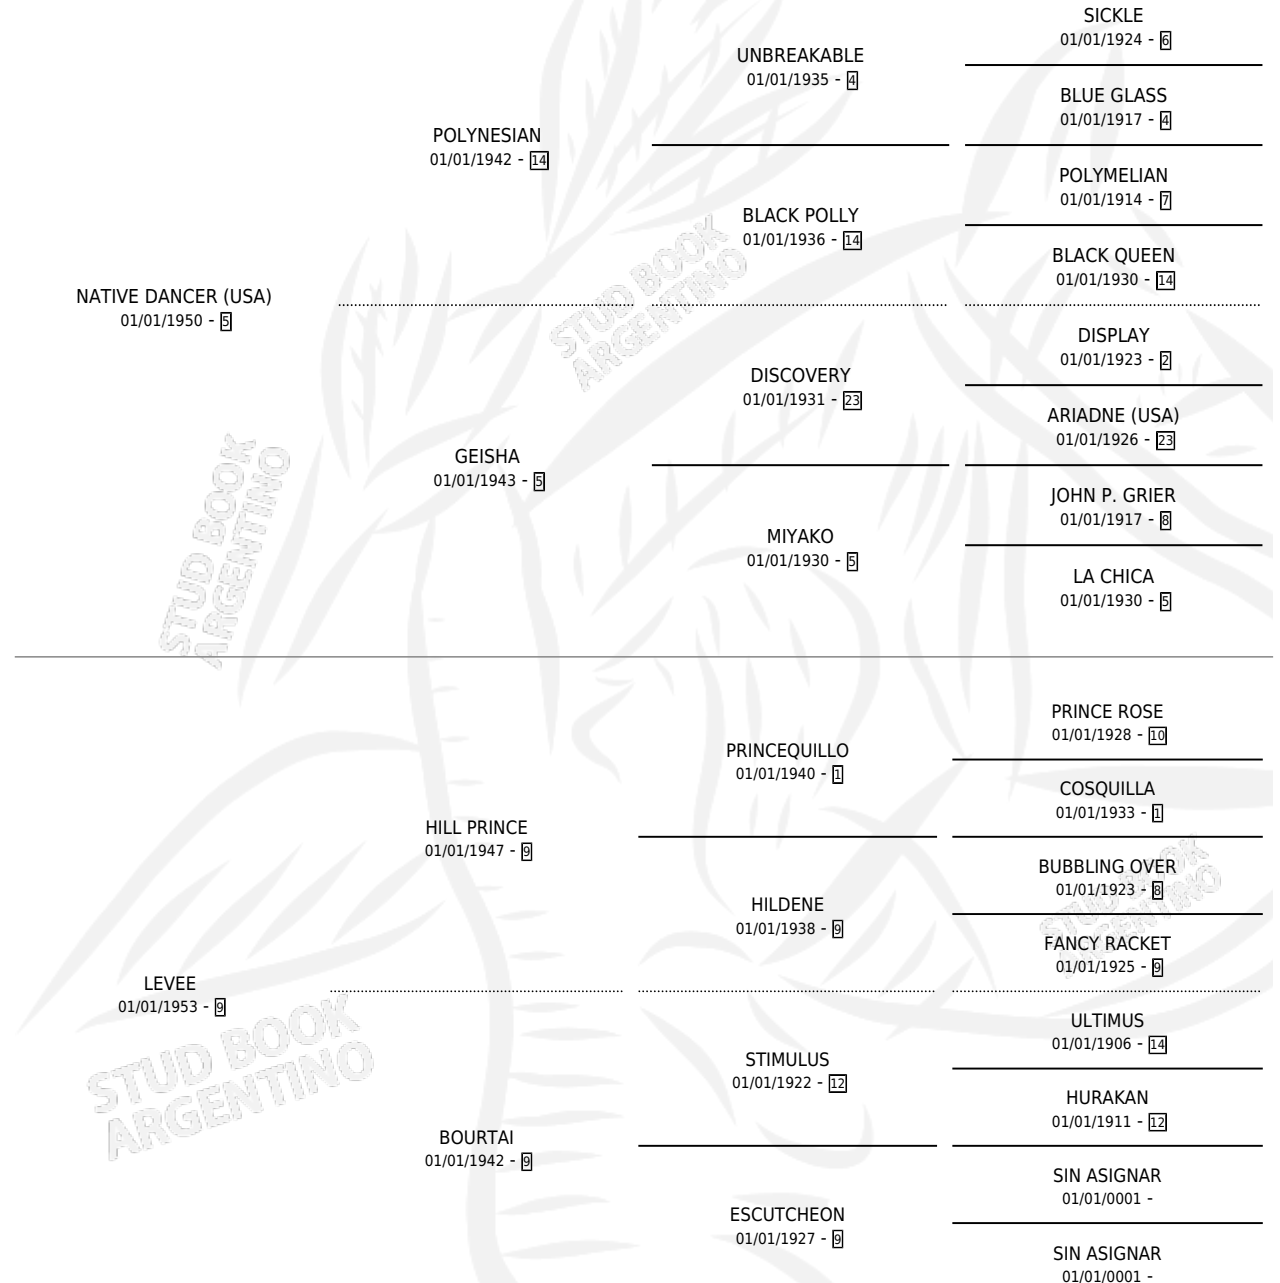 SICKLE
01/01/1924 - 6
UNBREAKABLE
01/01/1935 - 4
BLUE GLASS
01/01/1917 - 4
POLYNESIAN
01/01/1942 - 14
POLYMELIAN
01/01/1914 - 7
BLACK POLLY
01/01/1936 - 14
BLACK QUEEN
01/01/1930 - 14
NATIVE DANCER (USA)
01/01/1950 - 5
STUD BOOK
ARGENTINO
DISPLAY
01/01/1923 - 2
DISCOVERY
01/01/1931 - 23
ARIADNE (USA)
01/01/1926 - 23
GEISHA
01/01/1943 - 5
JOHN P. GRIER
01/01/1917 - 8
MIYAKO
01/01/1930 - 5
LA CHICA
01/01/1930 - 5
STUD BOOK
ARGENTINO
PRINCE ROSE
01/01/1928 - 10
PRINCEQUILLO
01/01/1940 - 1
COSQUILLA
01/01/1933 - 1
HILL PRINCE
01/01/1947 - 9
BUBBLING OVER
01/01/1923 - 8
HILDENE
01/01/1938 - 9
STUD BOOK
ARGENTINO
FANCY RACKET
01/01/1925 - 9
LEVEE
01/01/1953 - 9
ULTIMUS
01/01/1906 - 14
STUD BOOK
ARGENTINO
STIMULUS
01/01/1922 - 12
HURAKAN
01/01/1911 - 12
BOURTAI
01/01/1942 - 9
SIN ASIGNAR
01/01/0001 -
ESCUTCHEON
01/01/1927 - 9
SIN ASIGNAR
01/01/0001 -